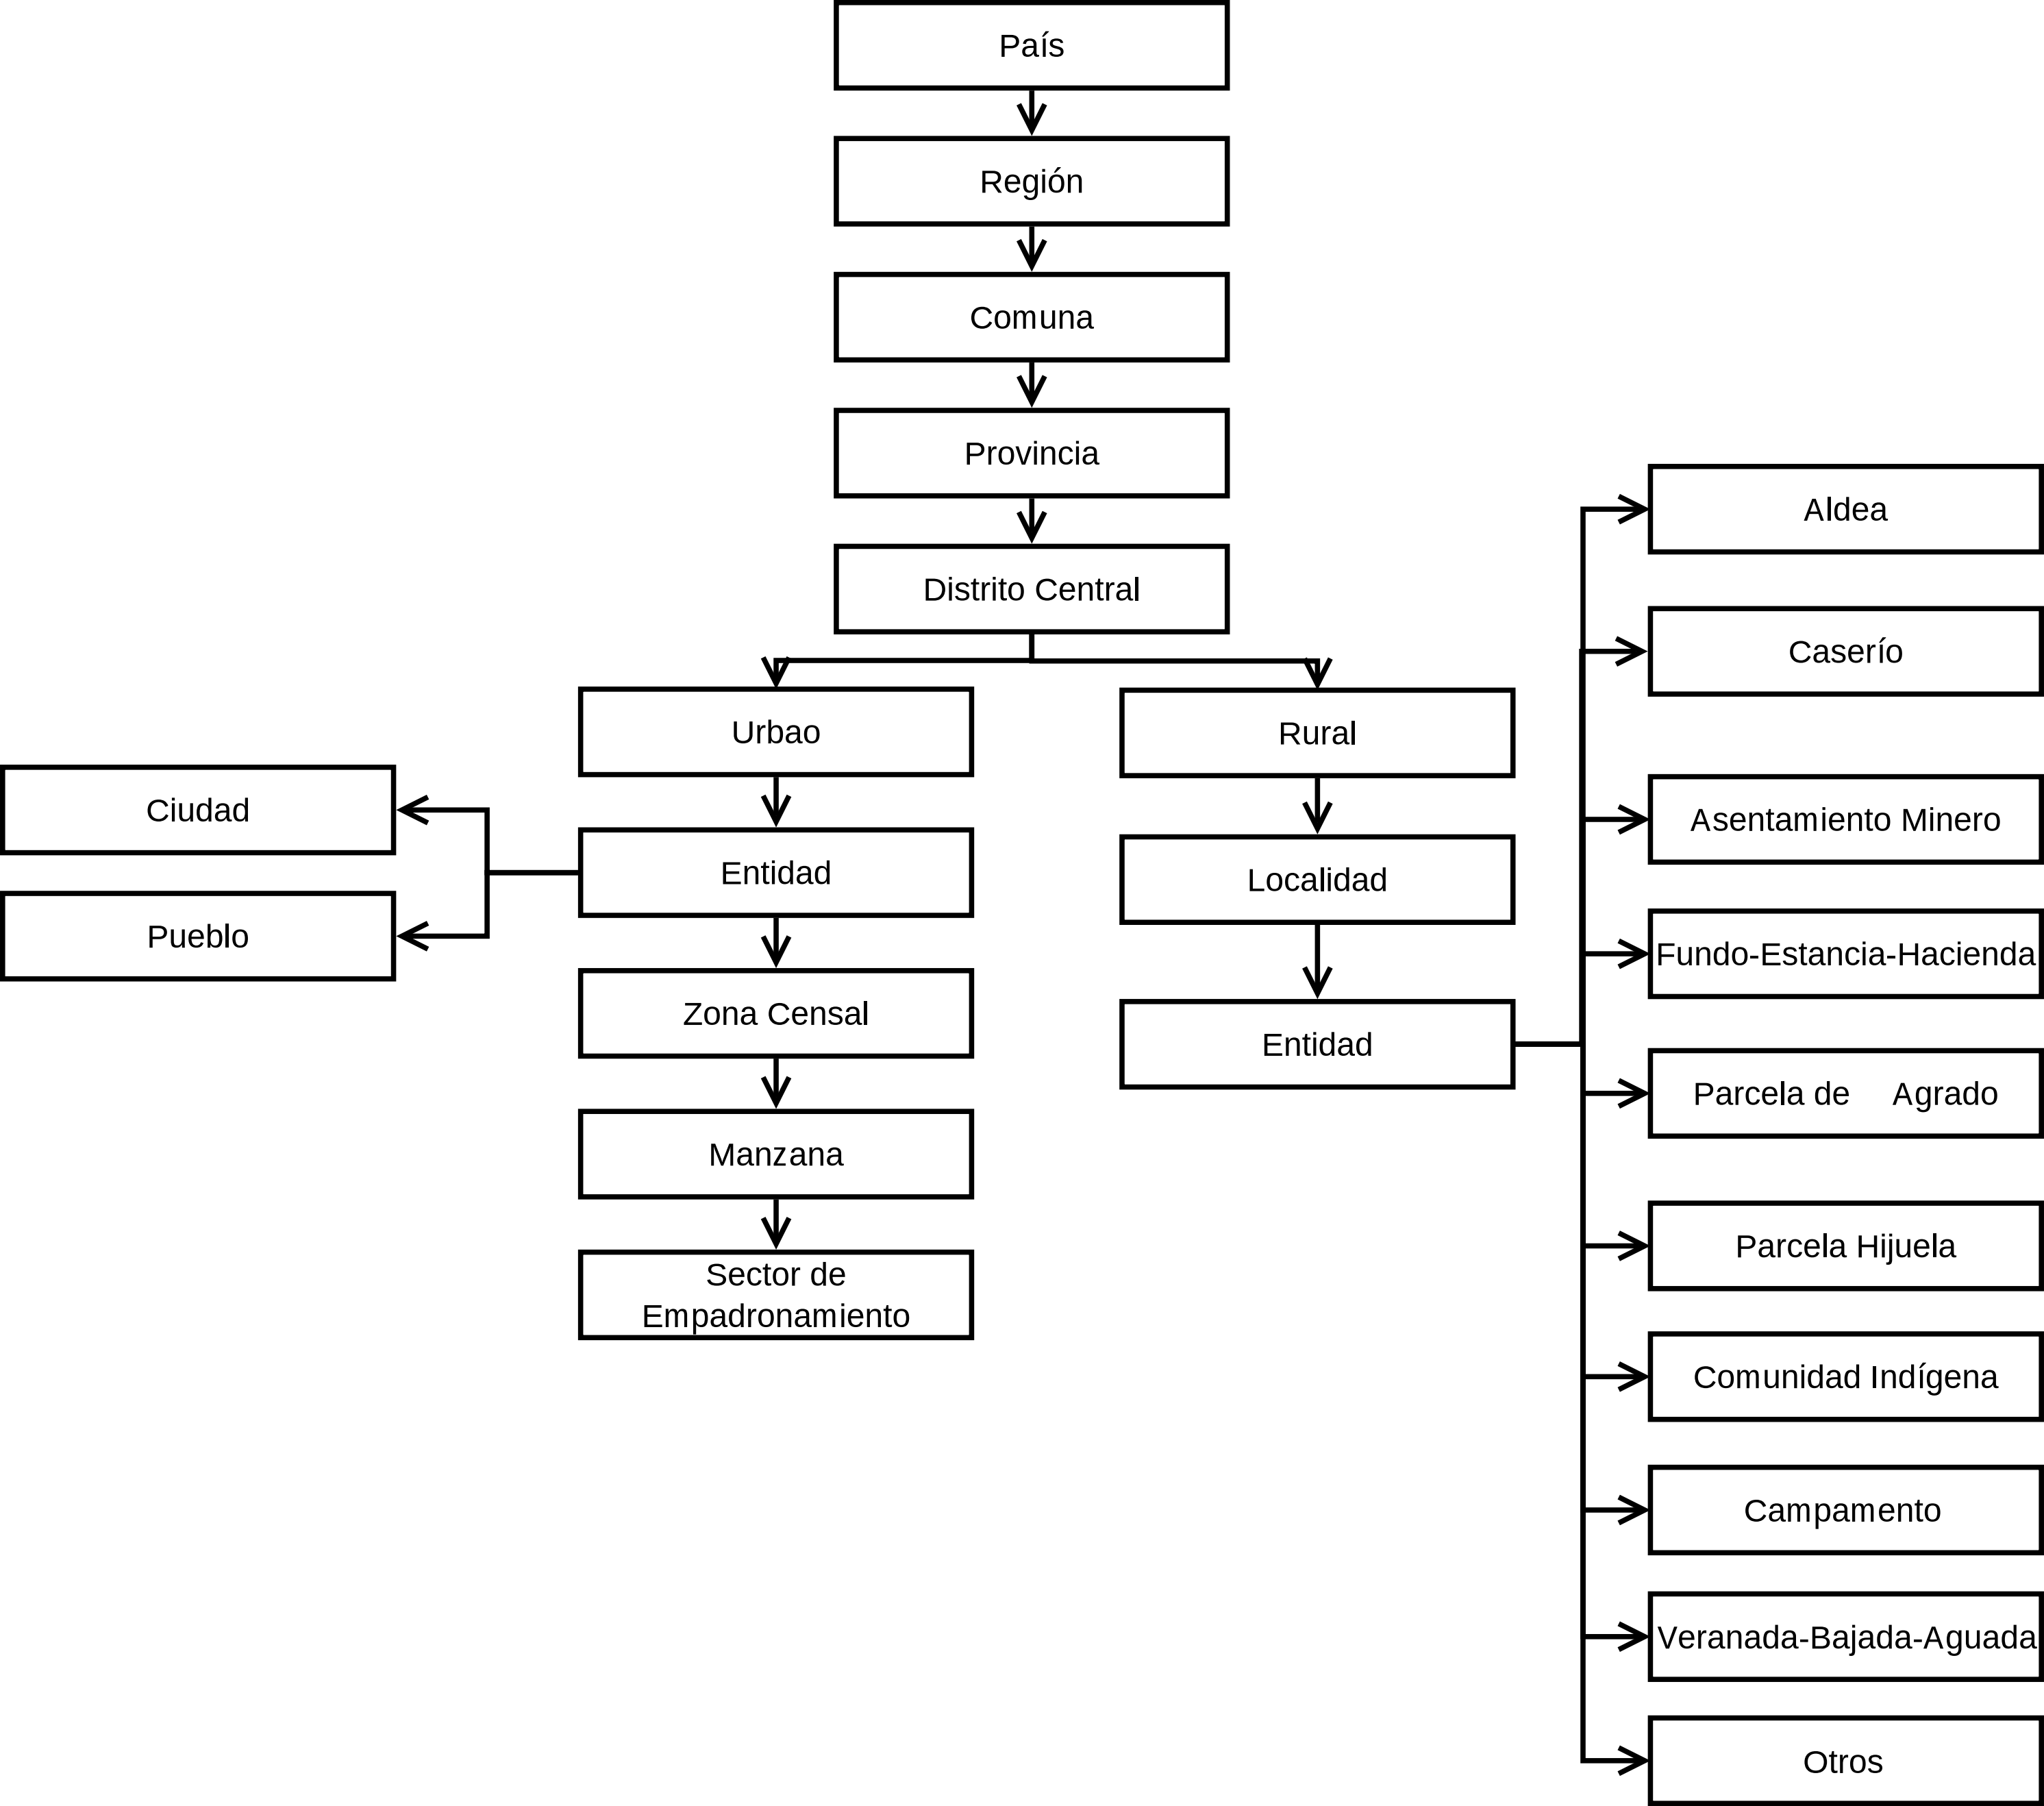 País
Región
Comuna
Provincia
Distrito Central
Urbao
Entidad
Zona Censal
Manzana
Sector de
Empadronamiento
Ciudad
Pueblo
Rural
Localidad
Entidad
Aldea
Caserío
Asentamiento Minero
Fundo-Estancia-Hacienda
Parcela de Agrado
Parcela Hijuela
Comunidad Indígena
Campamento
Veranada-Bajada-Aguada
Otros